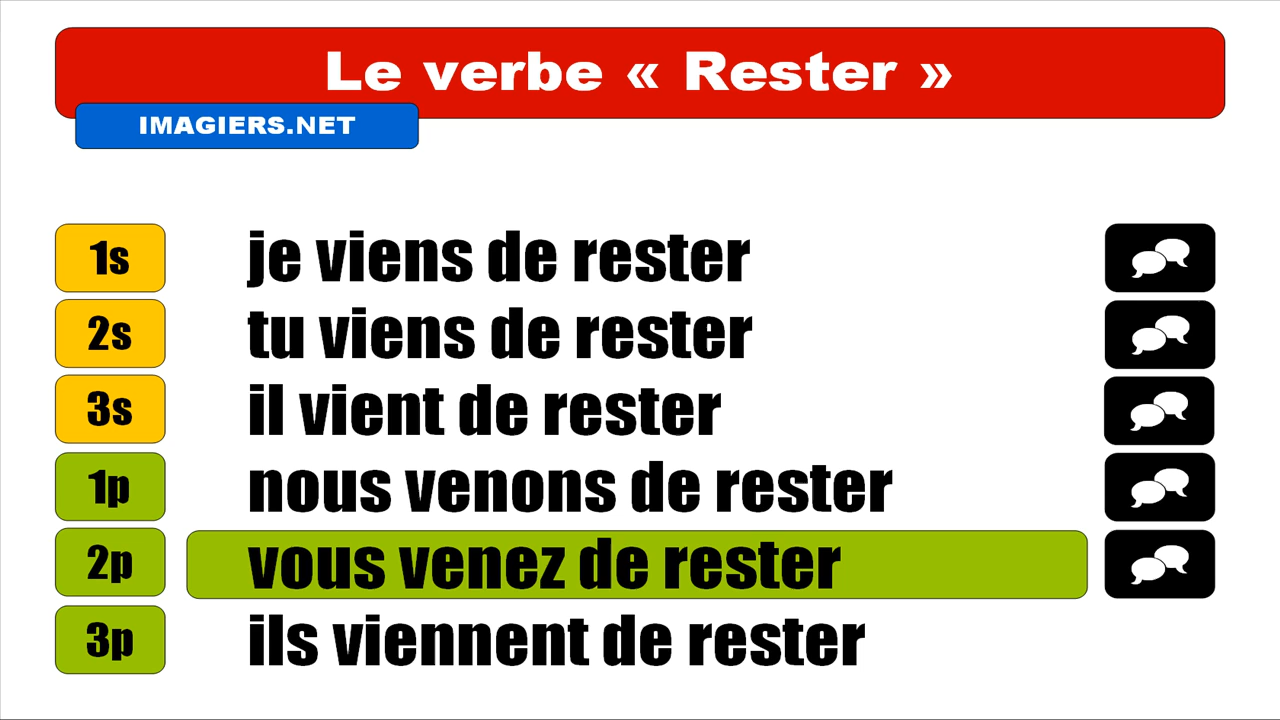 Le verbe « Rester »
IMAGIERS.NET
1s je viens de rester
2s tu viens de rester
3s il vient de rester
1p nous venons de rester
2p vous venez de rester
3p ils viennent de rester